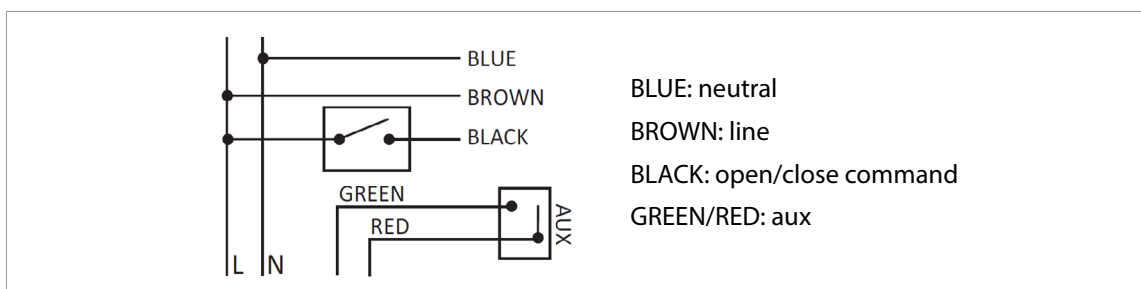 BLUE
BROWN
BLACK
GREEN
RED
AUX
L N
BLUE: neutral
BROWN: line
BLACK: open/close command
GREEN/RED: aux